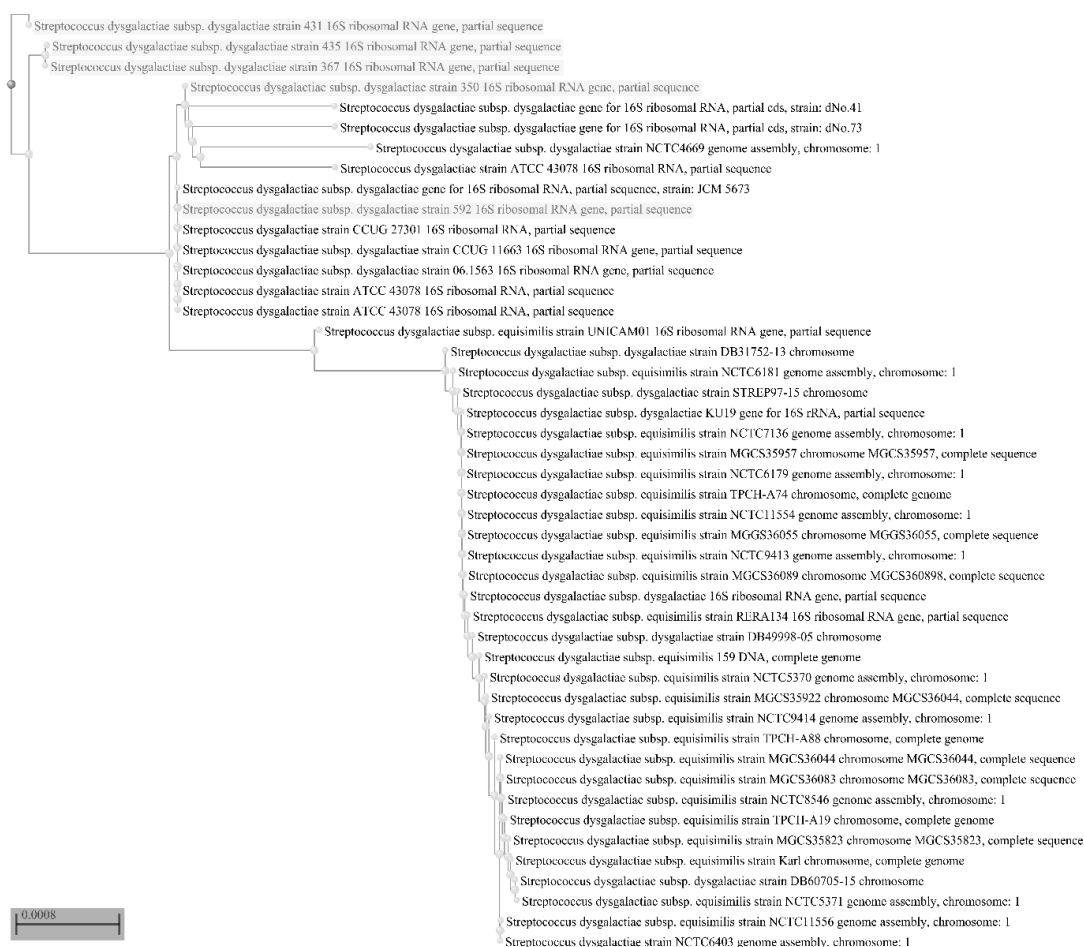 Streptococcus dysgalactiae subsp. dysgalactiae strain 431 16S ribosomal RNA gene, partial sequence
Streptococcus dysgalactiae subsp. dysgalactiae strain 435 16S ribosomal RNA gene, partial sequence
Streptococcus dysgalactiae subsp. dysgalactiae strain 367 16S ribosomal RNA gene, partial sequence
Streptococcus dysgalactiae subsp. dysgalactiae strain 350 16S ribosomal RNA gene, partial sequence
Streptococcus dysgalactiae subsp. dysgalactiae gene for 16S ribosomal RNA, partial cds, strain: dNo.41
Streptococcus dysgalactiae subsp. dysgalactiae gene for 16S ribosomal RNA, partial cds, strain: dNo.73
Streptococcus dysgalactiae subsp. dysgalactiae strain NCTC4669 genome assembly, chromosome: 1
Streptococcus dysgalactiae strain ATCC 43078 16S ribosomal RNA, partial sequence
Streptococcus dysgalactiae subsp. dysgalactiae gene for 16S ribosomal RNA, partial sequence, strain: JCM 5673
Streptococcus dysgalactiae subsp. dysgalactiae strain 592 16S ribosomal RNA gene, partial sequence
Streptococcus dysgalactiae strain CCUG 27301 16S ribosomal RNA, partial sequence
Streptococcus dysgalactiae subsp. dysgalactiae strain CCUG 11663 16S ribosomal RNA gene, partial sequence
Streptococcus dysgalactiae subsp. dysgalactiae strain 06.1563 16S ribosomal RNA gene, partial sequence
Streptococcus dysgalactiae strain ATCC 43078 16S ribosomal RNA, partial sequence
Streptococcus dysgalactiae strain ATCC 43078 16S ribosomal RNA, partial sequence
Streptococcus dysgalactiae subsp. equisimilis strain UNICAM01 16S ribosomal RNA gene, partial sequence
Streptococcus dysgalactiae subsp. dysgalactiae strain DB31752-13 chromosome
Streptococcus dysgalactiae subsp. equisimilis strain NCTC6181 genome assembly, chromosome: 1
Streptococcus dysgalactiae subsp. dysgalactiae strain STREP97-15 chromosome
Streptococcus dysgalactiae subsp. dysgalactiae KU19 gene for 16S rRNA, partial sequence
Streptococcus dysgalactiae subsp. equisimilis strain NCTC7136 genome assembly, chromosome: 1
Streptococcus dysgalactiae subsp. equisimilis strain MGCS35957 chromosome MGCS35957, complete sequence
Streptococcus dysgalactiae subsp. equisimilis strain NCTC6179 genome assembly, chromosome: 1
Streptococcus dysgalactiae subsp. equisimilis strain TPCH-A74 chromosome, complete genome
Streptococcus dysgalactiae subsp. equisimilis strain NCTC11554 genome assembly, chromosome: 1
Streptococcus dysgalactiae subsp. equisimilis strain MGGS36055 chromosome MGGS36055, complete sequence
Streptococcus dysgalactiae subsp. equisimilis strain NCTC9413 genome assembly, chromosome: 1
Streptococcus dysgalactiae subsp. equisimilis strain MGCS36089 chromosome MGCS360898, complete sequence
Streptococcus dysgalactiae subsp. dysgalactiae 16S ribosomal RNA gene, partial sequence
Streptococcus dysgalactiae subsp. equisimilis strain RERA134 16S ribosomal RNA gene, partial sequence
Streptococcus dysgalactiae subsp. dysgalactiae strain DB49998-05 chromosome
Streptococcus dysgalactiae subsp. equisimilis 159 DNA, complete genome
Streptococcus dysgalactiae subsp. equisimilis strain NCTC5370 genome assembly, chromosome: 1
Streptococcus dysgalactiae subsp. equisimilis strain MGCS35922 chromosome MGCS36044, complete sequence
Streptococcus dysgalactiae subsp. equisimilis strain NCTC9414 genome assembly, chromosome: 1
Streptococcus dysgalactiae subsp. equisimilis strain TPCH-A88 chromosome, complete genome
Streptococcus dysgalactiae subsp. equisimilis strain MGCS36044 chromosome MGCS36044, complete sequence
Streptococcus dysgalactiae subsp. equisimilis strain MGCS36083 chromosome MGCS36083, complete sequence
Streptococcus dysgalactiae subsp. equisimilis strain NCTC8546 genome assembly, chromosome: 1
Streptococcus dysgalactiae subsp. equisimilis strain TPCH-A19 chromosome, complete genome
Streptococcus dysgalactiae subsp. equisimilis strain MGCS35823 chromosome MGCS35823, complete sequence
Streptococcus dysgalactiae subsp. equisimilis strain Karl chromosome, complete genome
Streptococcus dysgalactiae subsp. dysgalactiae strain DB60705-15 chromosome
Streptococcus dysgalactiae subsp. equisimilis strain NCTC5371 genome assembly, chromosome: 1
Streptococcus dysgalactiae subsp. equisimilis strain NCTC11556 genome assembly, chromosome: 1
Streptococcus dysgalactiae strain NCTC6403 genome assembly, chromosome: 1
0.0008